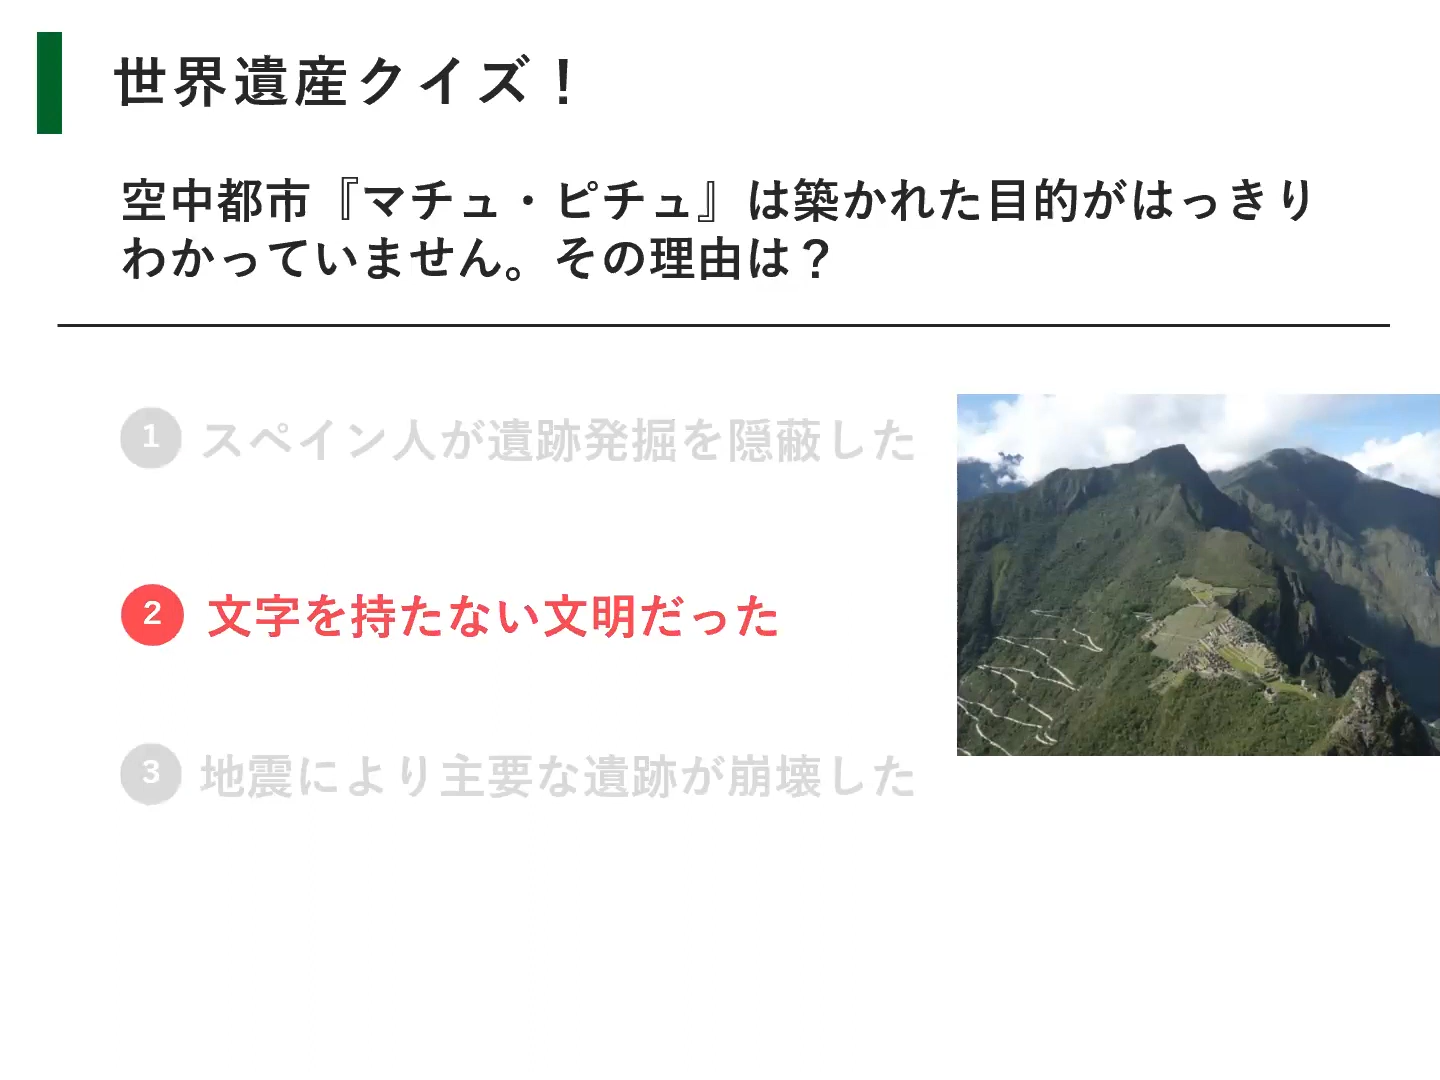 世界遺産クイズ！
空中都市『マチュ・ピチュ』は築かれた目的がはっきり
わかっていません。その理由は？
1 スペイン人が遺跡発掘を隠蔽した
2 文字を持たない文明だった
3 地震により主要な遺跡が崩壊した